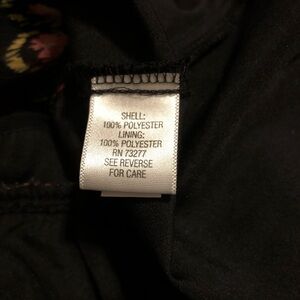 SHELL:
100% POLYESTER
LINING:
100% POLYESTER
RN 73277
SEE REVERSE
FOR CARE